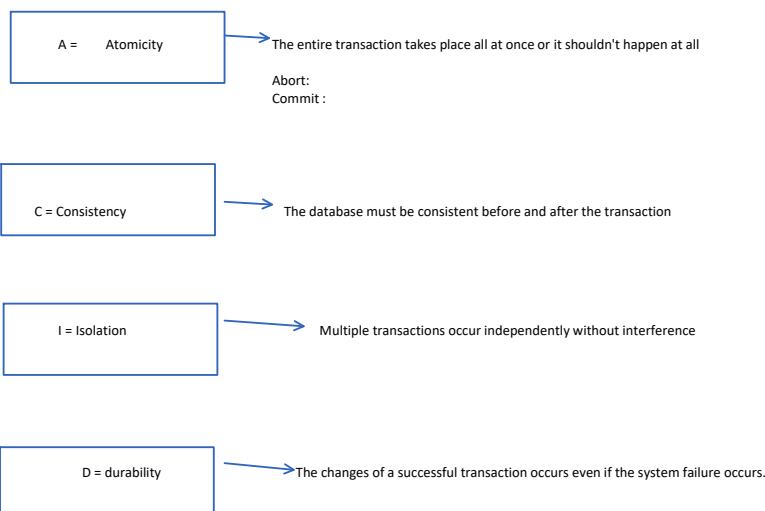 A = Atomicity The entire transaction takes place all at once or it shouldn't happen at all
Abort:
Commit :
C = Consistency The database must be consistent before and after the transaction
I = Isolation Multiple transactions occur independently without interference
D = durability The changes of a successful transaction occurs even if the system failure occurs.